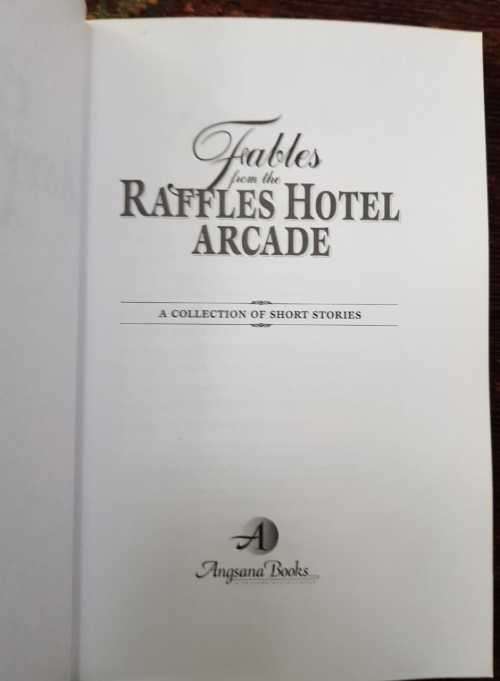 Fables
from the
RAFFLES HOTEL
ARCADE
A COLLECTION OF SHORT STORIES
A
Angsana Books